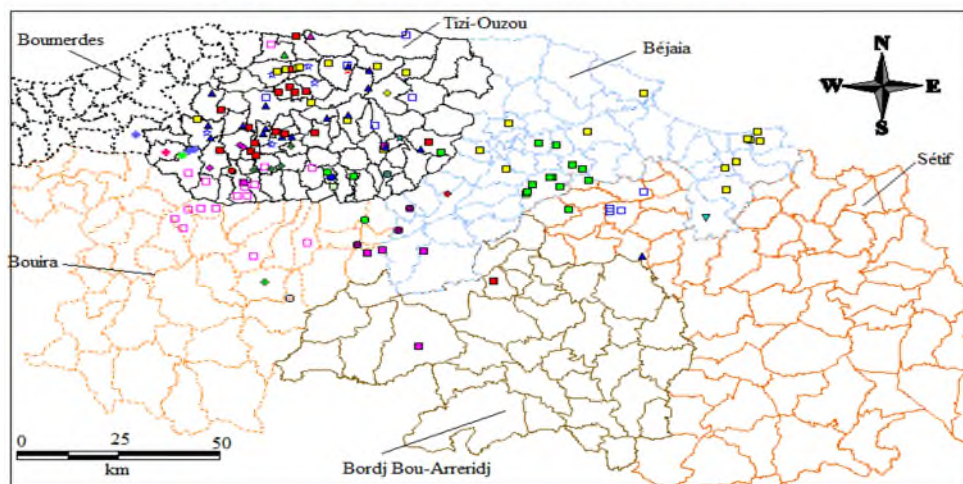 Tizi-Ouzou
Boumerdes
Béjaia
N
W E
S
Sétif
Bouira
0 25 50
km
Bordj Bou-Arreridj